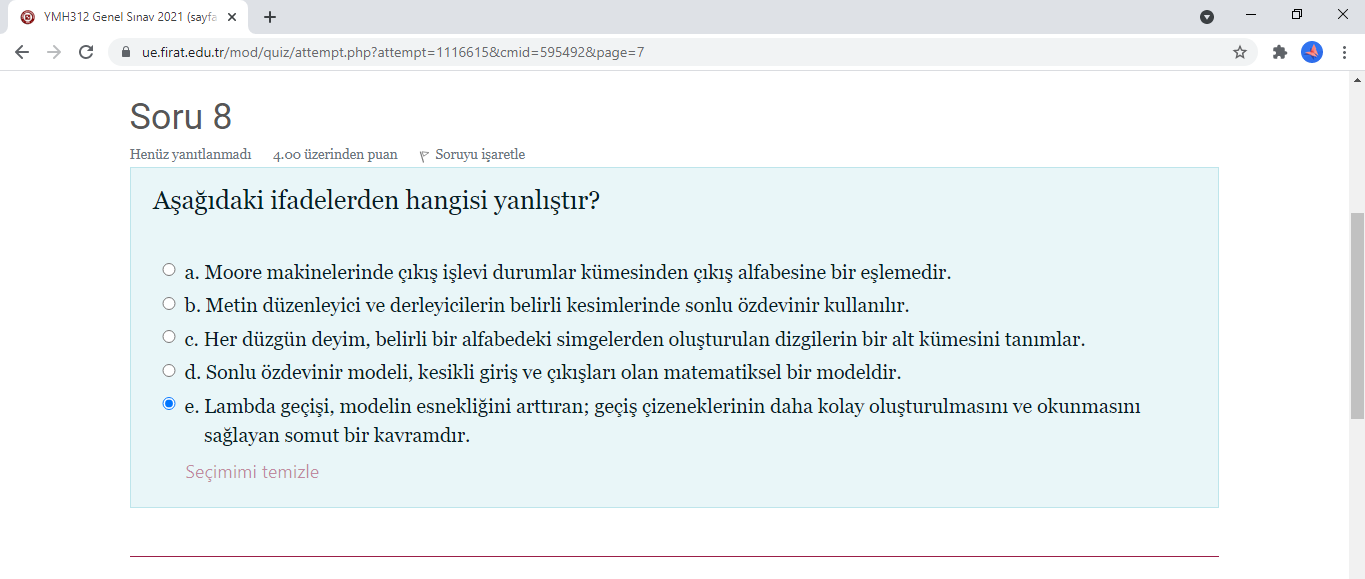 YMH312 Genel Sınav 2021 (sayfa
ue.firat.edu.tr/mod/quiz/attempt.php?attempt=1116615&cmid=595492&page=7
Soru 8
Henüz yanıtlanmadı 4.00 üzerinden puan Soruyu işaretle
Aşağıdaki ifadelerden hangisi yanlıştır?
a. Moore makinelerinde çıkış işlevi durumlar kümesinden çıkış alfabesine bir eşlemedir.
b. Metin düzenleyici ve derleyicilerin belirli kesimlerinde sonlu özdevinir kullanılır.
c. Her düzgün deyim, belirli bir alfabedeki simgelerden oluşturulan dizgilerin bir alt kümesini tanımlar.
d. Sonlu özdevinir modeli, kesikli giriş ve çıkışları olan matematiksel bir modeldir.
e. Lambda geçişi, modelin esnekliğini arttıran; geçiş çizeneklerinin daha kolay oluşturulmasını ve okunmasını
sağlayan somut bir kavramdır.
Seçimimi temizle